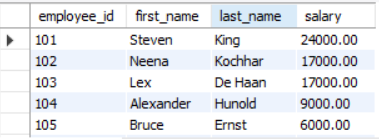 employee_id first_name last_name salary
101 Steven King 24000.00
102 Neena Kochhar 17000.00
103 Lex De Haan 17000.00
104 Alexander Hunold 9000.00
105 Bruce Ernst 6000.00